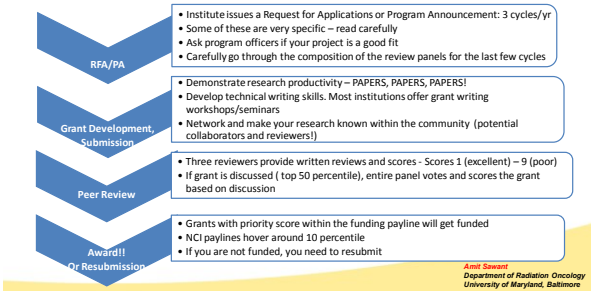 • Institute issues a Request for Applications or Program Announcement: 3 cycles/yr
• Some of these are very specific – read carefully
• Ask program officers if your project is a good fit
• Carefully go through the composition of the review panels for the last few cycles
RFA/PA
• Demonstrate research productivity – PAPERS, PAPERS, PAPERS!
• Develop technical writing skills. Most institutions offer grant writing
workshops/seminars
• Network and make your research known within the community (potential
collaborators and reviewers!)
Grant Development,
Submission
• Three reviewers provide written reviews and scores - Scores 1 (excellent) – 9 (poor)
• If grant is discussed ( top 50 percentile), entire panel votes and scores the grant
based on discussion
Peer Review
• Grants with priority score within the funding payline will get funded
• NCI paylines hover around 10 percentile
• If you are not funded, you need to resubmit
Award!!
Or Resubmission
Amit Sawant
Department of Radiation Oncology
University of Maryland, Baltimore